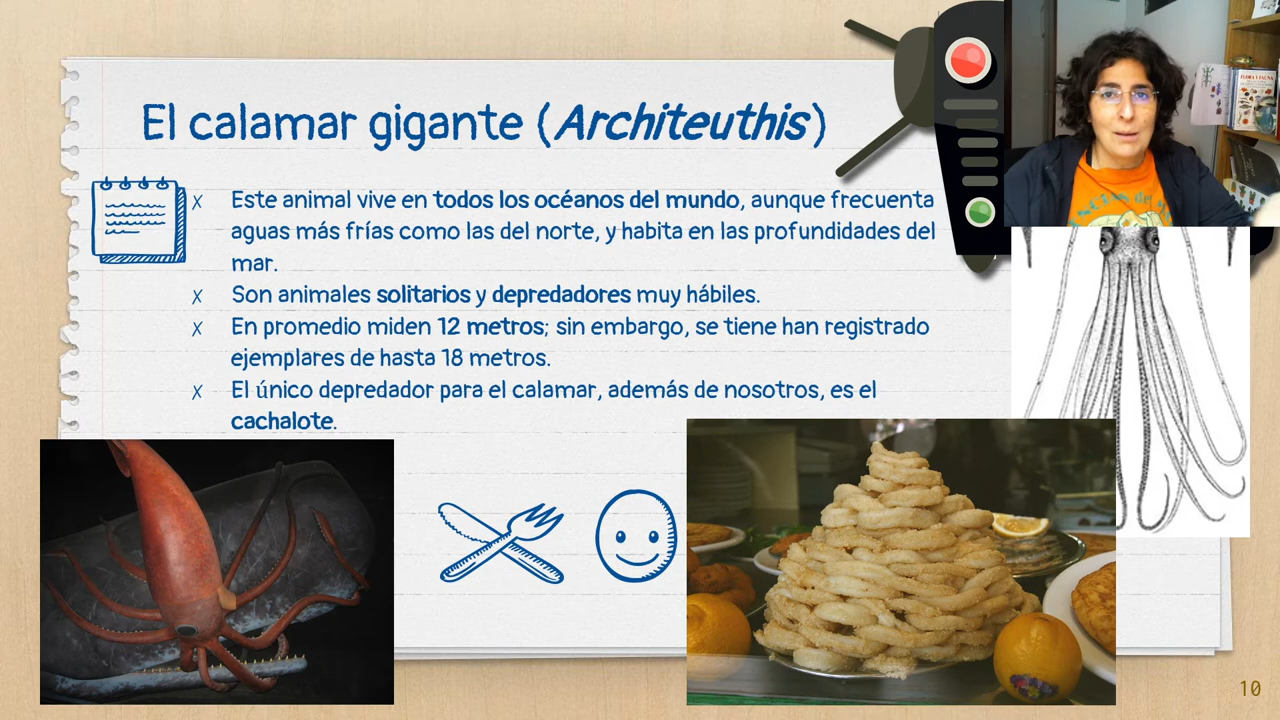 El calamar gigante (Architeuthis)
x Este animal vive en todos los océanos del mundo, aunque frecuenta
aguas más frías como las del norte, y habita en las profundidades del
mar.
x Son animales solitarios y depredadores muy hábiles.
x En promedio miden 12 metros; sin embargo, se tiene han registrado
ejemplares de hasta 18 metros.
x El único depredador para el calamar, además de nosotros, es el
cachalote.
FLORA Y FAUNA
10